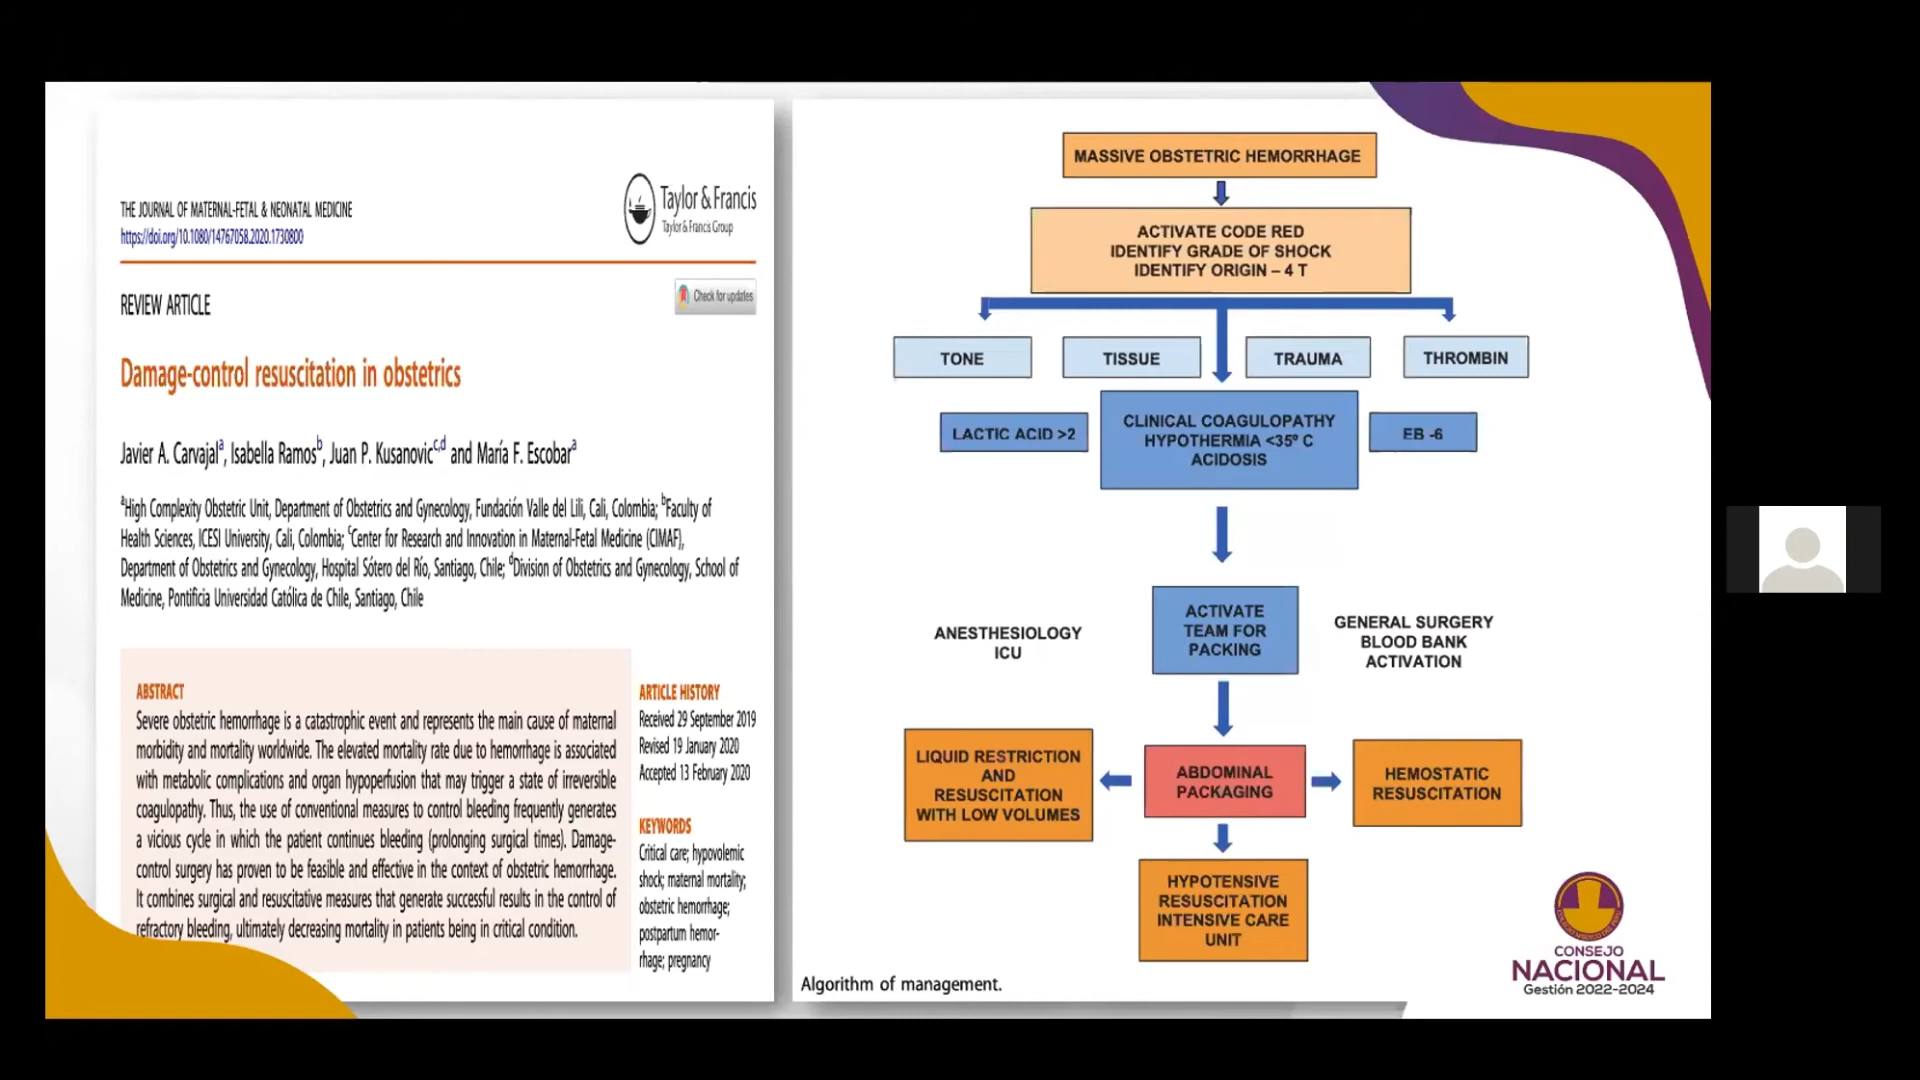 THE JOURNAL OF MATERNAL-FETAL & NEONATAL MEDICINE
https://doi.org/10.1080/14767058.2020.1730800
Taylor & Francis
Taylor & Francis Group
REVIEW ARTICLE
Check for updates
Damage-control resuscitation in obstetrics
Javier A. Carvajalª, Isabella Ramosᵇ, Juan P. Kusanovicᶜ,ᵈ and María F. Escobarª
ªHigh Complexity Obstetric Unit, Department of Obstetrics and Gynecology, Fundación Valle del Lili, Cali, Colombia; ᵇFaculty of
Health Sciences, ICESI University, Cali, Colombia; ᶜCenter for Research and Innovation in Maternal-Fetal Medicine (CIMAF),
Department of Obstetrics and Gynecology, Hospital Sótero del Río, Santiago, Chile; ᵈDivision of Obstetrics and Gynecology, School of
Medicine, Pontificia Universidad Católica de Chile, Santiago, Chile
ABSTRACT
Severe obstetric hemorrhage is a catastrophic event and represents the main cause of maternal
morbidity and mortality worldwide. The elevated mortality rate due to hemorrhage is associated
with metabolic complications and organ hypoperfusion that may trigger a state of irreversible
coagulopathy. Thus, the use of conventional measures to control bleeding frequently generates
a vicious cycle in which the patient continues bleeding (prolonging surgical times). Damage-
control surgery has proven to be feasible and effective in the context of obstetric hemorrhage.
It combines surgical and resuscitative measures that generate successful results in the control of
refractory bleeding, ultimately decreasing mortality in patients being in critical condition.
ARTICLE HISTORY
Received 29 September 2019
Revised 19 January 2020
Accepted 13 February 2020
KEYWORDS
Critical care; hypovolemic
shock; maternal mortality;
obstetric hemorrhage;
postpartum hemor-
rhage; pregnancy
MASSIVE OBSTETRIC HEMORRHAGE
ACTIVATE CODE RED
IDENTIFY GRADE OF SHOCK
IDENTIFY ORIGIN – 4 T
TONE
TISSUE
TRAUMA
THROMBIN
LACTIC ACID >2
CLINICAL COAGULOPATHY
HYPOTHERMIA <35º C
ACIDOSIS
EB -6
ANESTHESIOLOGY
ICU
ACTIVATE
TEAM FOR
PACKING
GENERAL SURGERY
BLOOD BANK
ACTIVATION
LIQUID RESTRICTION
AND
RESUSCITATION
WITH LOW VOLUMES
ABDOMINAL
PACKAGING
HEMOSTATIC
RESUSCITATION
HYPOTENSIVE
RESUSCITATION
INTENSIVE CARE
UNIT
Algorithm of management.
CONSEJO
NACIONAL
Gestión 2022-2024